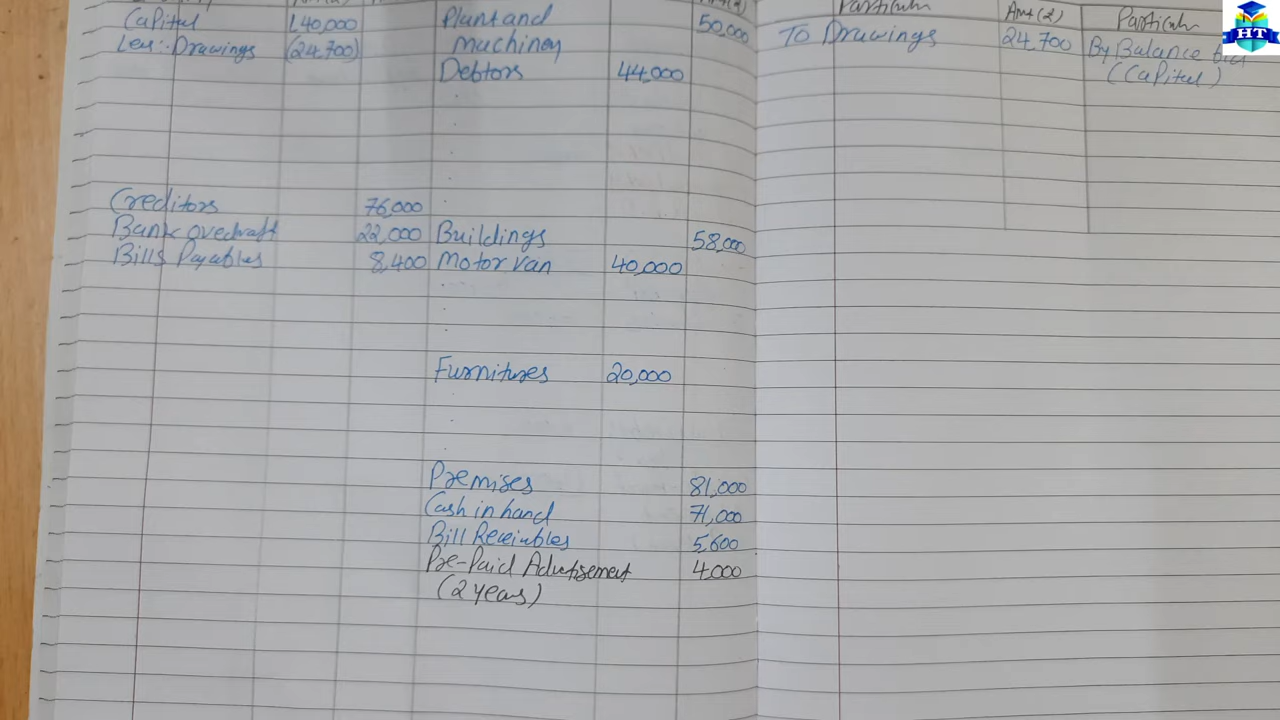 Capital 1,40,000 Plant and 50,000
Less: Drawings (24,700) machinery
Debtors 44,000
Creditors 76,000
Bank overdraft 22,000 Buildings 58,000
Bills Payables 8,400 Motor van 40,000
Furnitures 20,000
Premises 81,000
Cash in hand 71,000
Bill Receivables 5,600
Pre-Paid Advertisement 4,000
(2 years)
Particulars Amt (₹) Particulars
To Drawings 24,700 By Balance b/d
(Capital)
HT